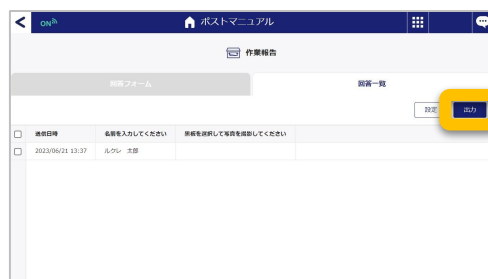 ON
ポストマニュアル
作業報告
回答フォーム
回答一覧
設定
出力
送信日時 名前を入力してください 黒板を選択して写真を撮影してください
2023/06/21 13:37 ルクレ 太郎